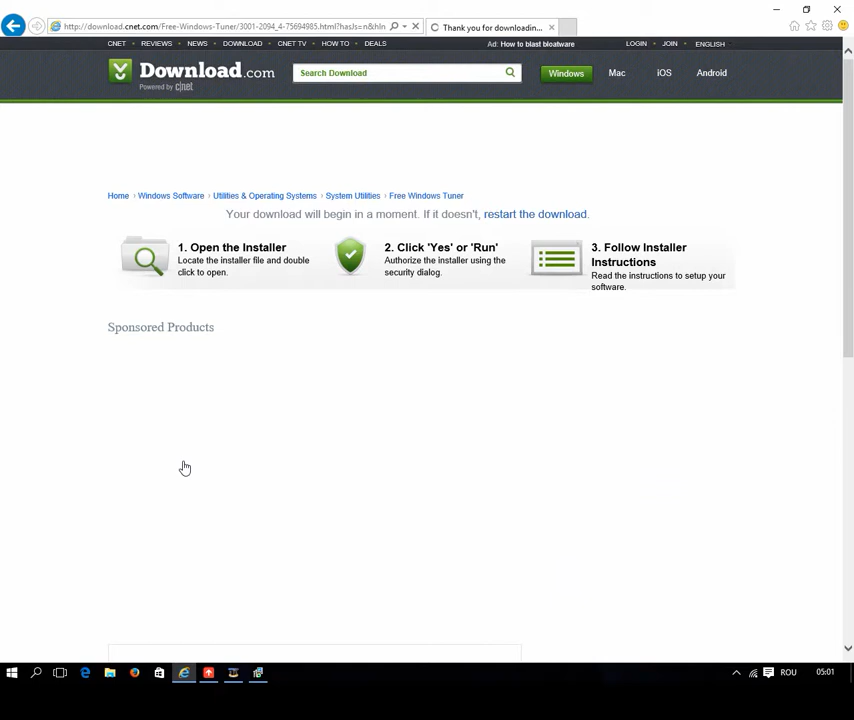 http://download.cnet.com/Free-Windows-Tuner/3001-2094_4-75694985.html?hasJs=n&hln
Thank you for downloadin...
CNET REVIEWS NEWS DOWNLOAD CNET TV HOW TO DEALS
Ad: How to blast bloatware
LOGIN JOIN ENGLISH
Download.com
Powered by c|net
Search Download
Windows Mac iOS Android
Home › Windows Software › Utilities & Operating Systems › System Utilities › Free Windows Tuner
Your download will begin in a moment. If it doesn't, restart the download.
1. Open the Installer
Locate the installer file and double
click to open.
2. Click 'Yes' or 'Run'
Authorize the installer using the
security dialog.
3. Follow Installer
Instructions
Read the instructions to setup your
software.
Sponsored Products
ROU 05:01